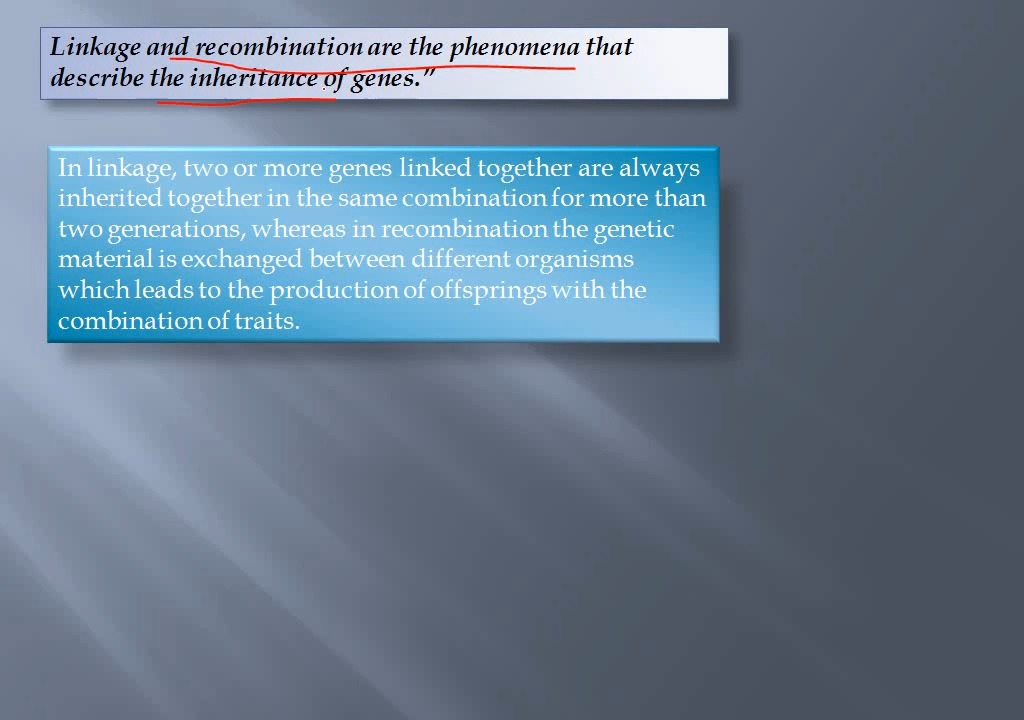 Linkage and recombination are the phenomena that
describe the inheritance of genes.”
In linkage, two or more genes linked together are always
inherited together in the same combination for more than
two generations, whereas in recombination the genetic
material is exchanged between different organisms
which leads to the production of offsprings with the
combination of traits.